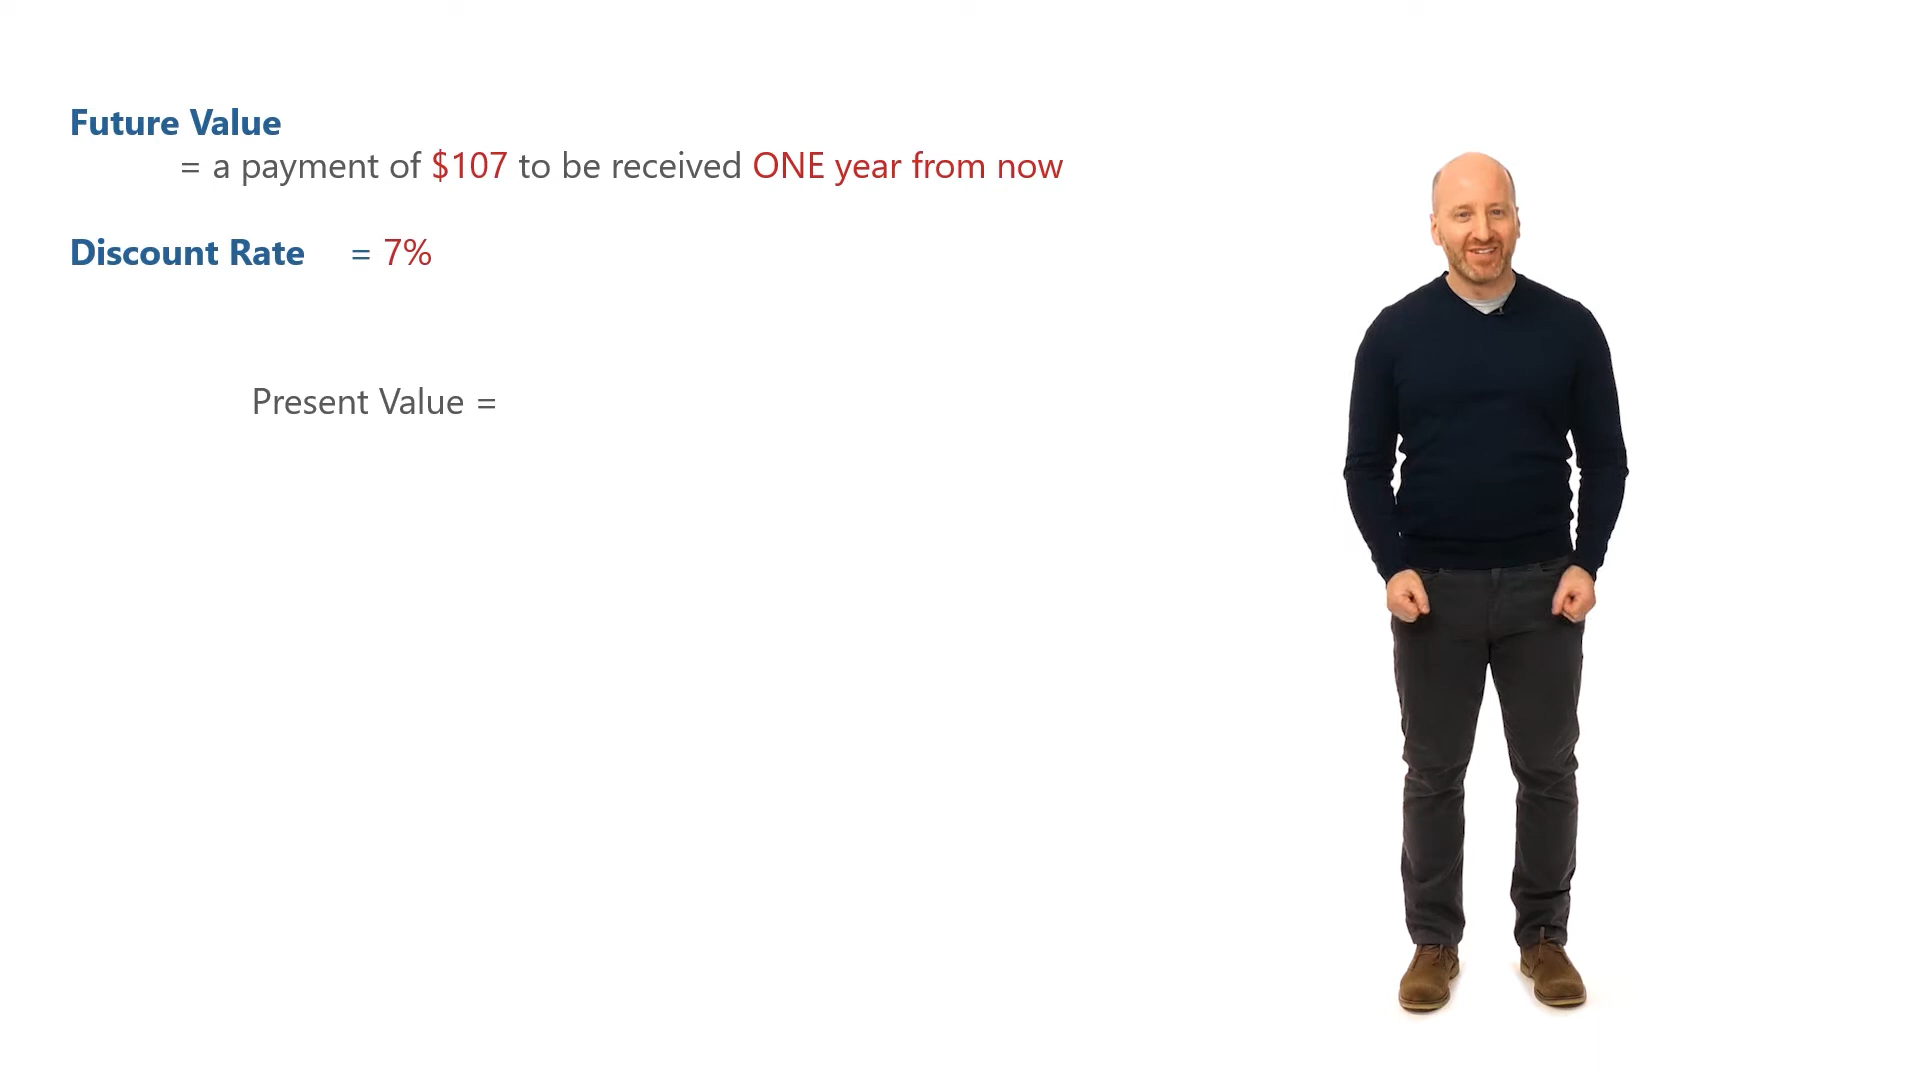 Future Value
= a payment of $107 to be received ONE year from now
Discount Rate = 7%
Present Value =